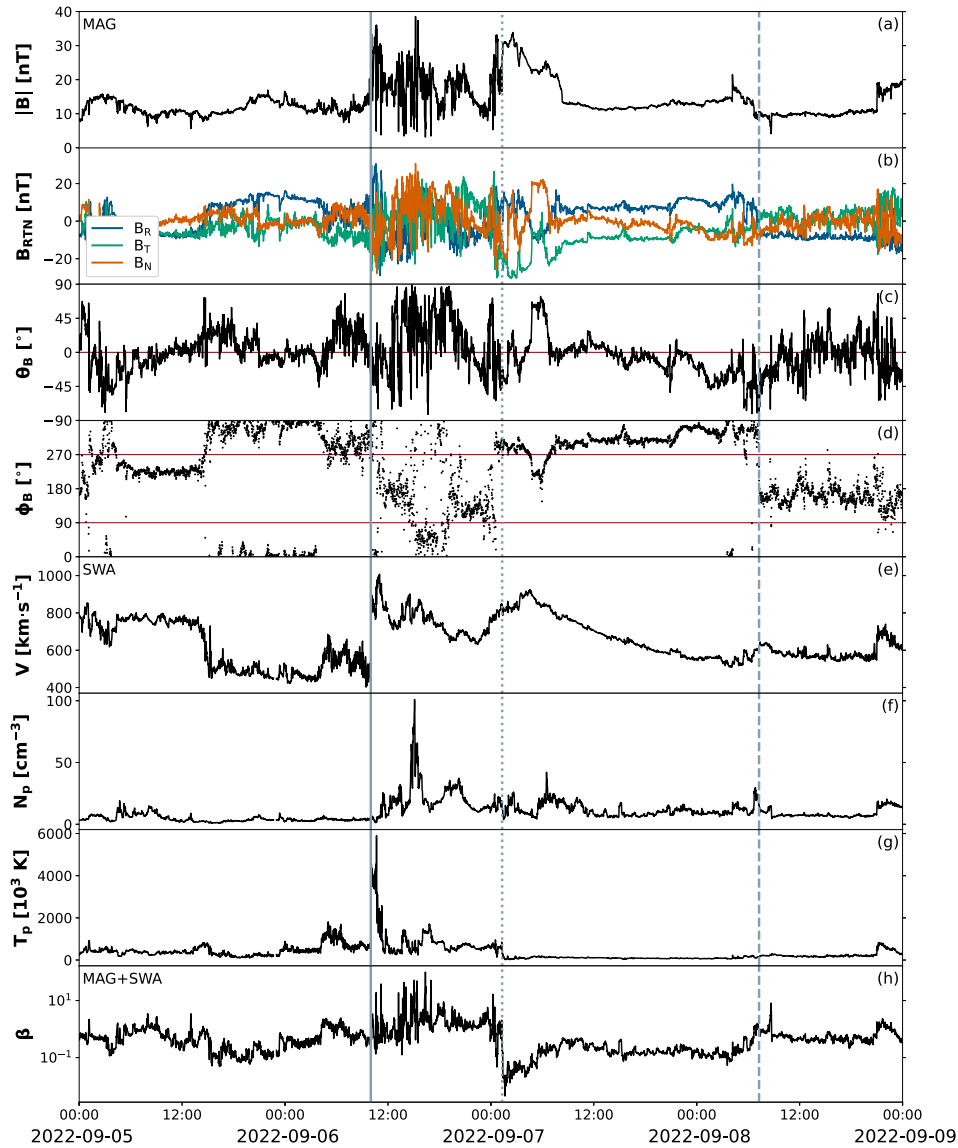 MAG
(a)
40
30
20
10
0
|B| [nT]
(b)
20
0
−20
B_RTN [nT]
B_R
B_T
B_N
(c)
90
45
0
−45
−90
θ_B [°]
(d)
270
180
90
0
ϕ_B [°]
SWA
(e)
1000
800
600
400
V [km·s⁻¹]
(f)
100
50
0
N_p [cm⁻³]
(g)
6000
4000
2000
0
T_p [10³ K]
MAG+SWA
(h)
10¹
10⁻¹
β
00:00 12:00 00:00 12:00 00:00 12:00 00:00 12:00 00:00
2022-09-05 2022-09-06 2022-09-07 2022-09-08 2022-09-09